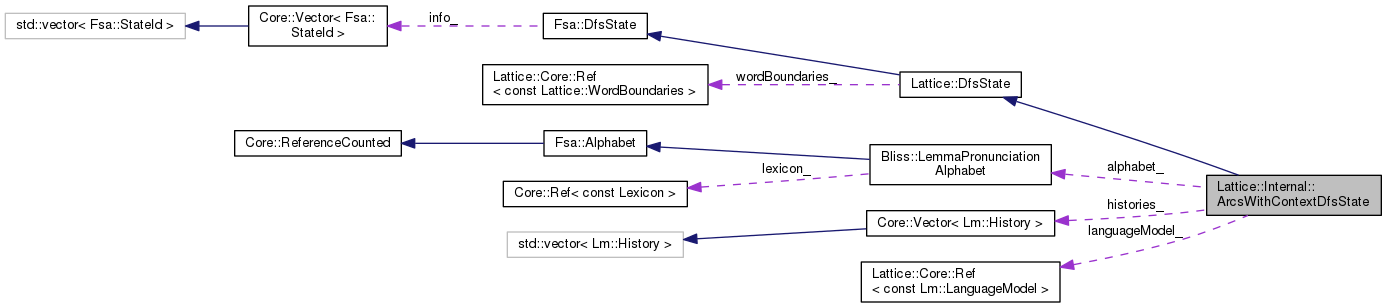 std::vector< Fsa::StateId >
Core::Vector< Fsa::
StateId >
info_
Fsa::DfsState
Lattice::Core::Ref
< const Lattice::WordBoundaries >
wordBoundaries_
Lattice::DfsState
Core::ReferenceCounted
Fsa::Alphabet
Bliss::LemmaPronunciation
Alphabet
alphabet_
lexicon_
Core::Ref< const Lexicon >
Lattice::Internal::
ArcsWithContextDfsState
histories_
Core::Vector< Lm::History >
std::vector< Lm::History >
languageModel_
Lattice::Core::Ref
< const Lm::LanguageModel >